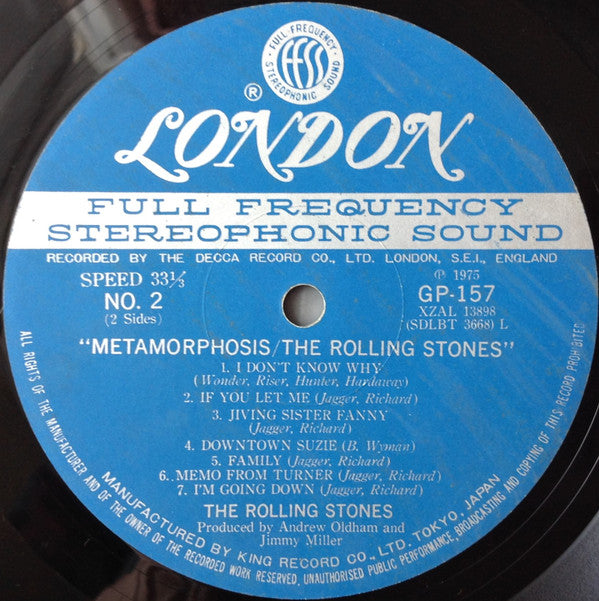 FULL FREQUENCY
STEREOPHONIC SOUND
FFSS
®
LONDON
FULL FREQUENCY
STEREOPHONIC SOUND
RECORDED BY THE DECCA RECORD CO., LTD. LONDON, S.E.I., ENGLAND
SPEED 33⅓
℗ 1975
NO. 2
GP-157
(2 Sides)
XZAL 13898
(SDLBT 3668) L
"METAMORPHOSIS/THE ROLLING STONES"
1. I DON'T KNOW WHY
(Wonder, Riser, Hunter, Hardaway)
2. IF YOU LET ME (Jagger, Richard)
3. JIVING SISTER FANNY
(Jagger, Richard)
4. DOWNTOWN SUZIE (B. Wyman)
5. FAMILY (Jagger, Richard)
6. MEMO FROM TURNER (Jagger, Richard)
7. I'M GOING DOWN (Jagger, Richard)
THE ROLLING STONES
Produced by Andrew Oldham and
Jimmy Miller
MANUFACTURED BY KING RECORD CO., LTD. TOKYO, JAPAN
ALL RIGHTS OF THE MANUFACTURER AND OF THE OWNER OF THE RECORDED WORK RESERVED, UNAUTHORISED PUBLIC PERFORMANCE, BROADCASTING AND COPYING OF THIS RECORD PROHIBITED